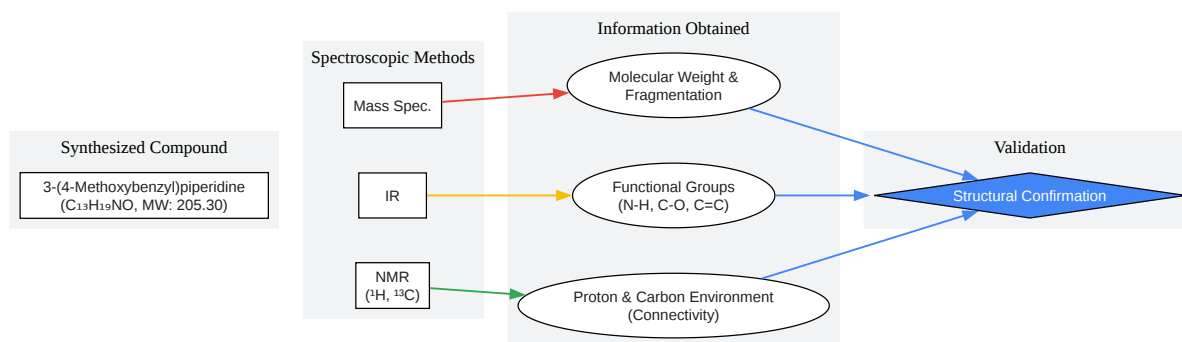 Synthesized Compound
3-(4-Methoxybenzyl)piperidine
(C₁₃H₁₉NO, MW: 205.30)
Spectroscopic Methods
Mass Spec.
IR
NMR
(¹H, ¹³C)
Information Obtained
Molecular Weight &
Fragmentation
Functional Groups
(N-H, C-O, C=C)
Proton & Carbon Environment
(Connectivity)
Validation
Structural Confirmation